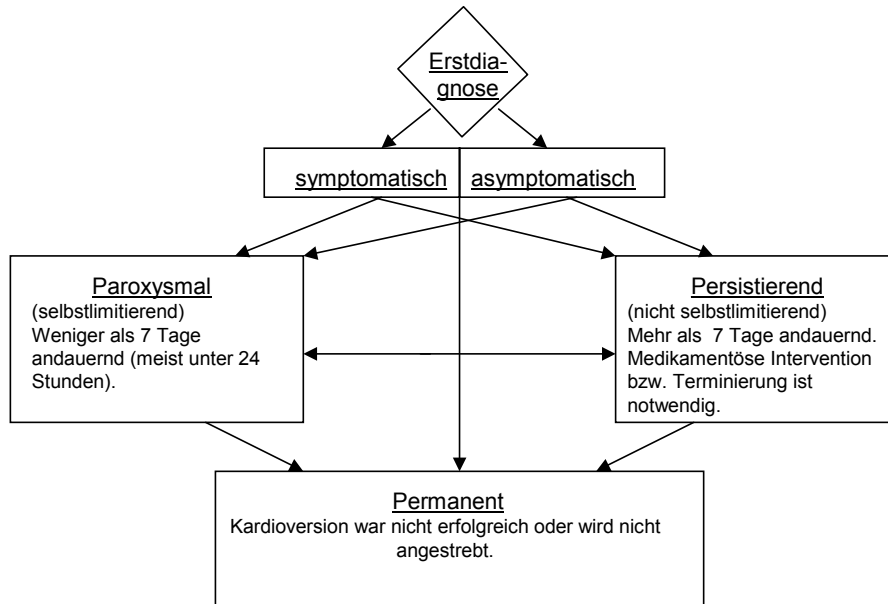 Erstdia-
gnose
symptomatisch asymptomatisch
Paroxysmal
(selbstlimitierend)
Weniger als 7 Tage
andauernd (meist unter 24
Stunden).
Persistierend
(nicht selbstlimitierend)
Mehr als 7 Tage andauernd.
Medikamentöse Intervention
bzw. Terminierung ist
notwendig.
Permanent
Kardioversion war nicht erfolgreich oder wird nicht
angestrebt.